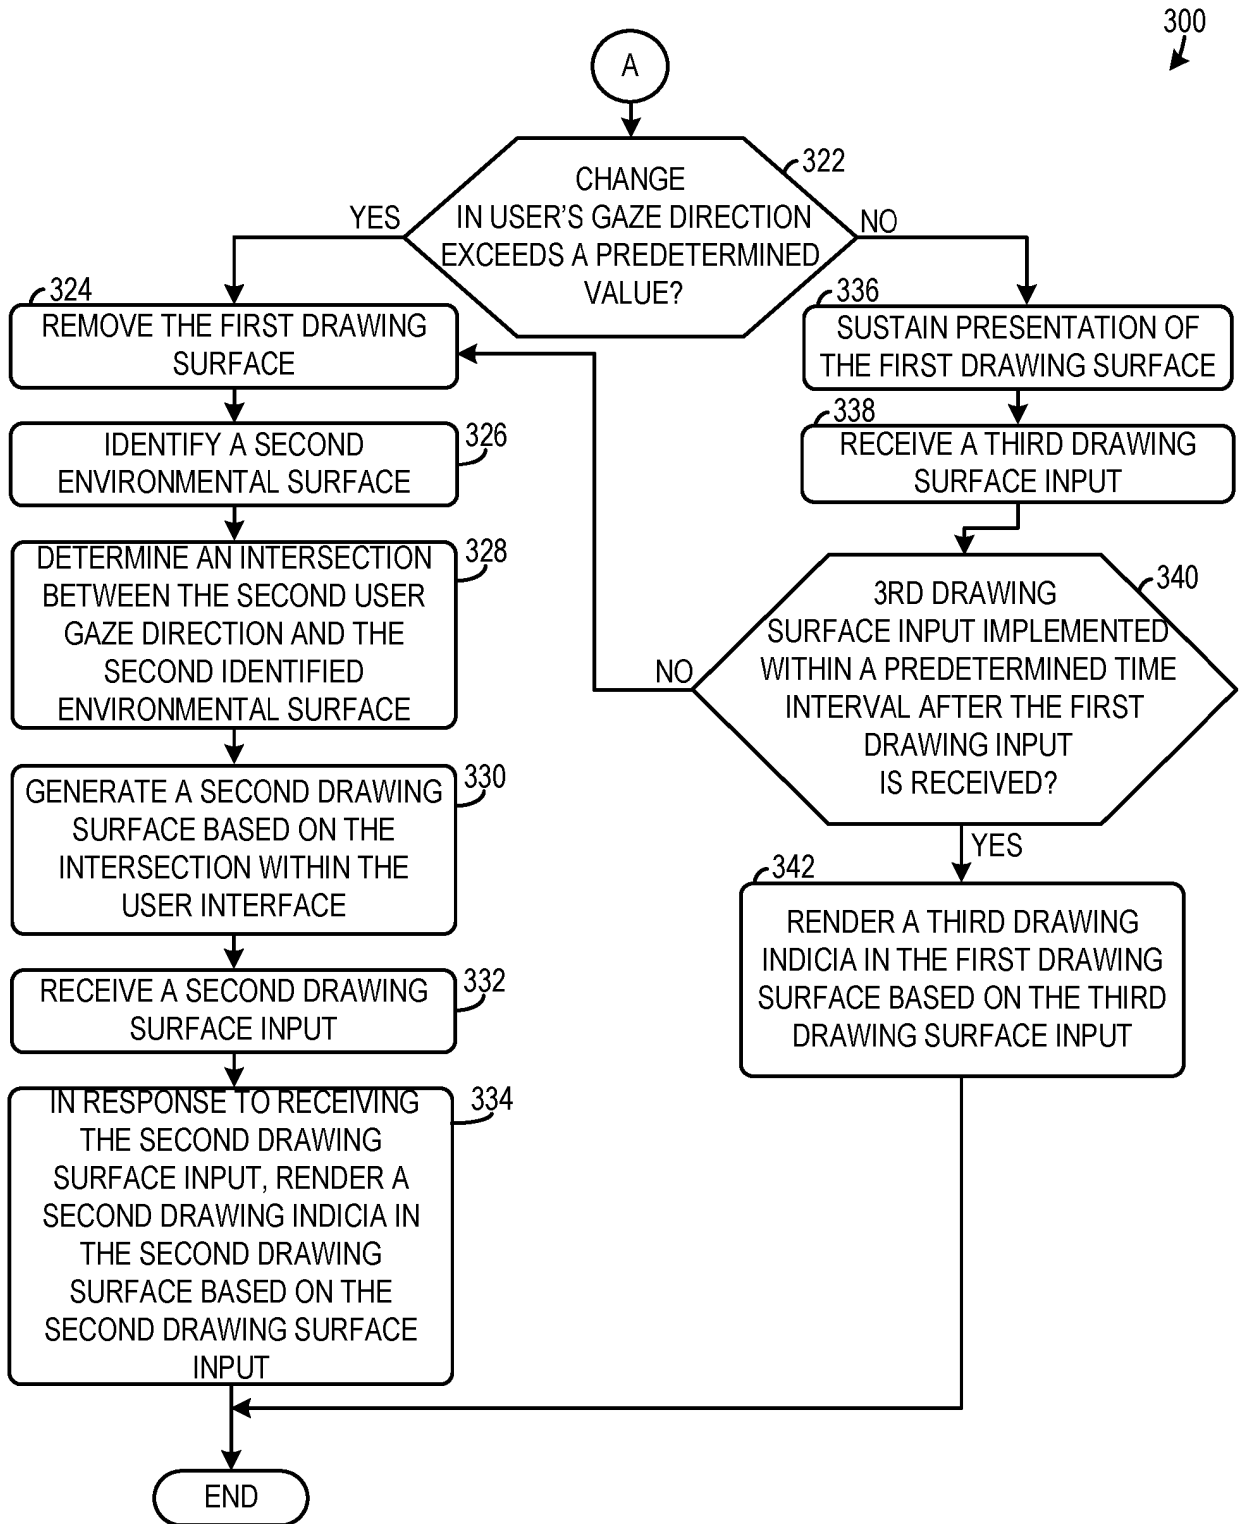 300
A
322
CHANGE
IN USER'S GAZE DIRECTION
EXCEEDS A PREDETERMINED
VALUE?
YES
NO
324
REMOVE THE FIRST DRAWING
SURFACE
326
IDENTIFY A SECOND
ENVIRONMENTAL SURFACE
328
DETERMINE AN INTERSECTION
BETWEEN THE SECOND USER
GAZE DIRECTION AND THE
SECOND IDENTIFIED
ENVIRONMENTAL SURFACE
330
GENERATE A SECOND DRAWING
SURFACE BASED ON THE
INTERSECTION WITHIN THE
USER INTERFACE
332
RECEIVE A SECOND DRAWING
SURFACE INPUT
334
IN RESPONSE TO RECEIVING
THE SECOND DRAWING
SURFACE INPUT, RENDER A
SECOND DRAWING INDICIA IN
THE SECOND DRAWING
SURFACE BASED ON THE
SECOND DRAWING SURFACE
INPUT
336
SUSTAIN PRESENTATION OF
THE FIRST DRAWING SURFACE
338
RECEIVE A THIRD DRAWING
SURFACE INPUT
340
3RD DRAWING
SURFACE INPUT IMPLEMENTED
WITHIN A PREDETERMINED TIME
INTERVAL AFTER THE FIRST
DRAWING INPUT
IS RECEIVED?
NO
YES
342
RENDER A THIRD DRAWING
INDICIA IN THE FIRST DRAWING
SURFACE BASED ON THE THIRD
DRAWING SURFACE INPUT
END